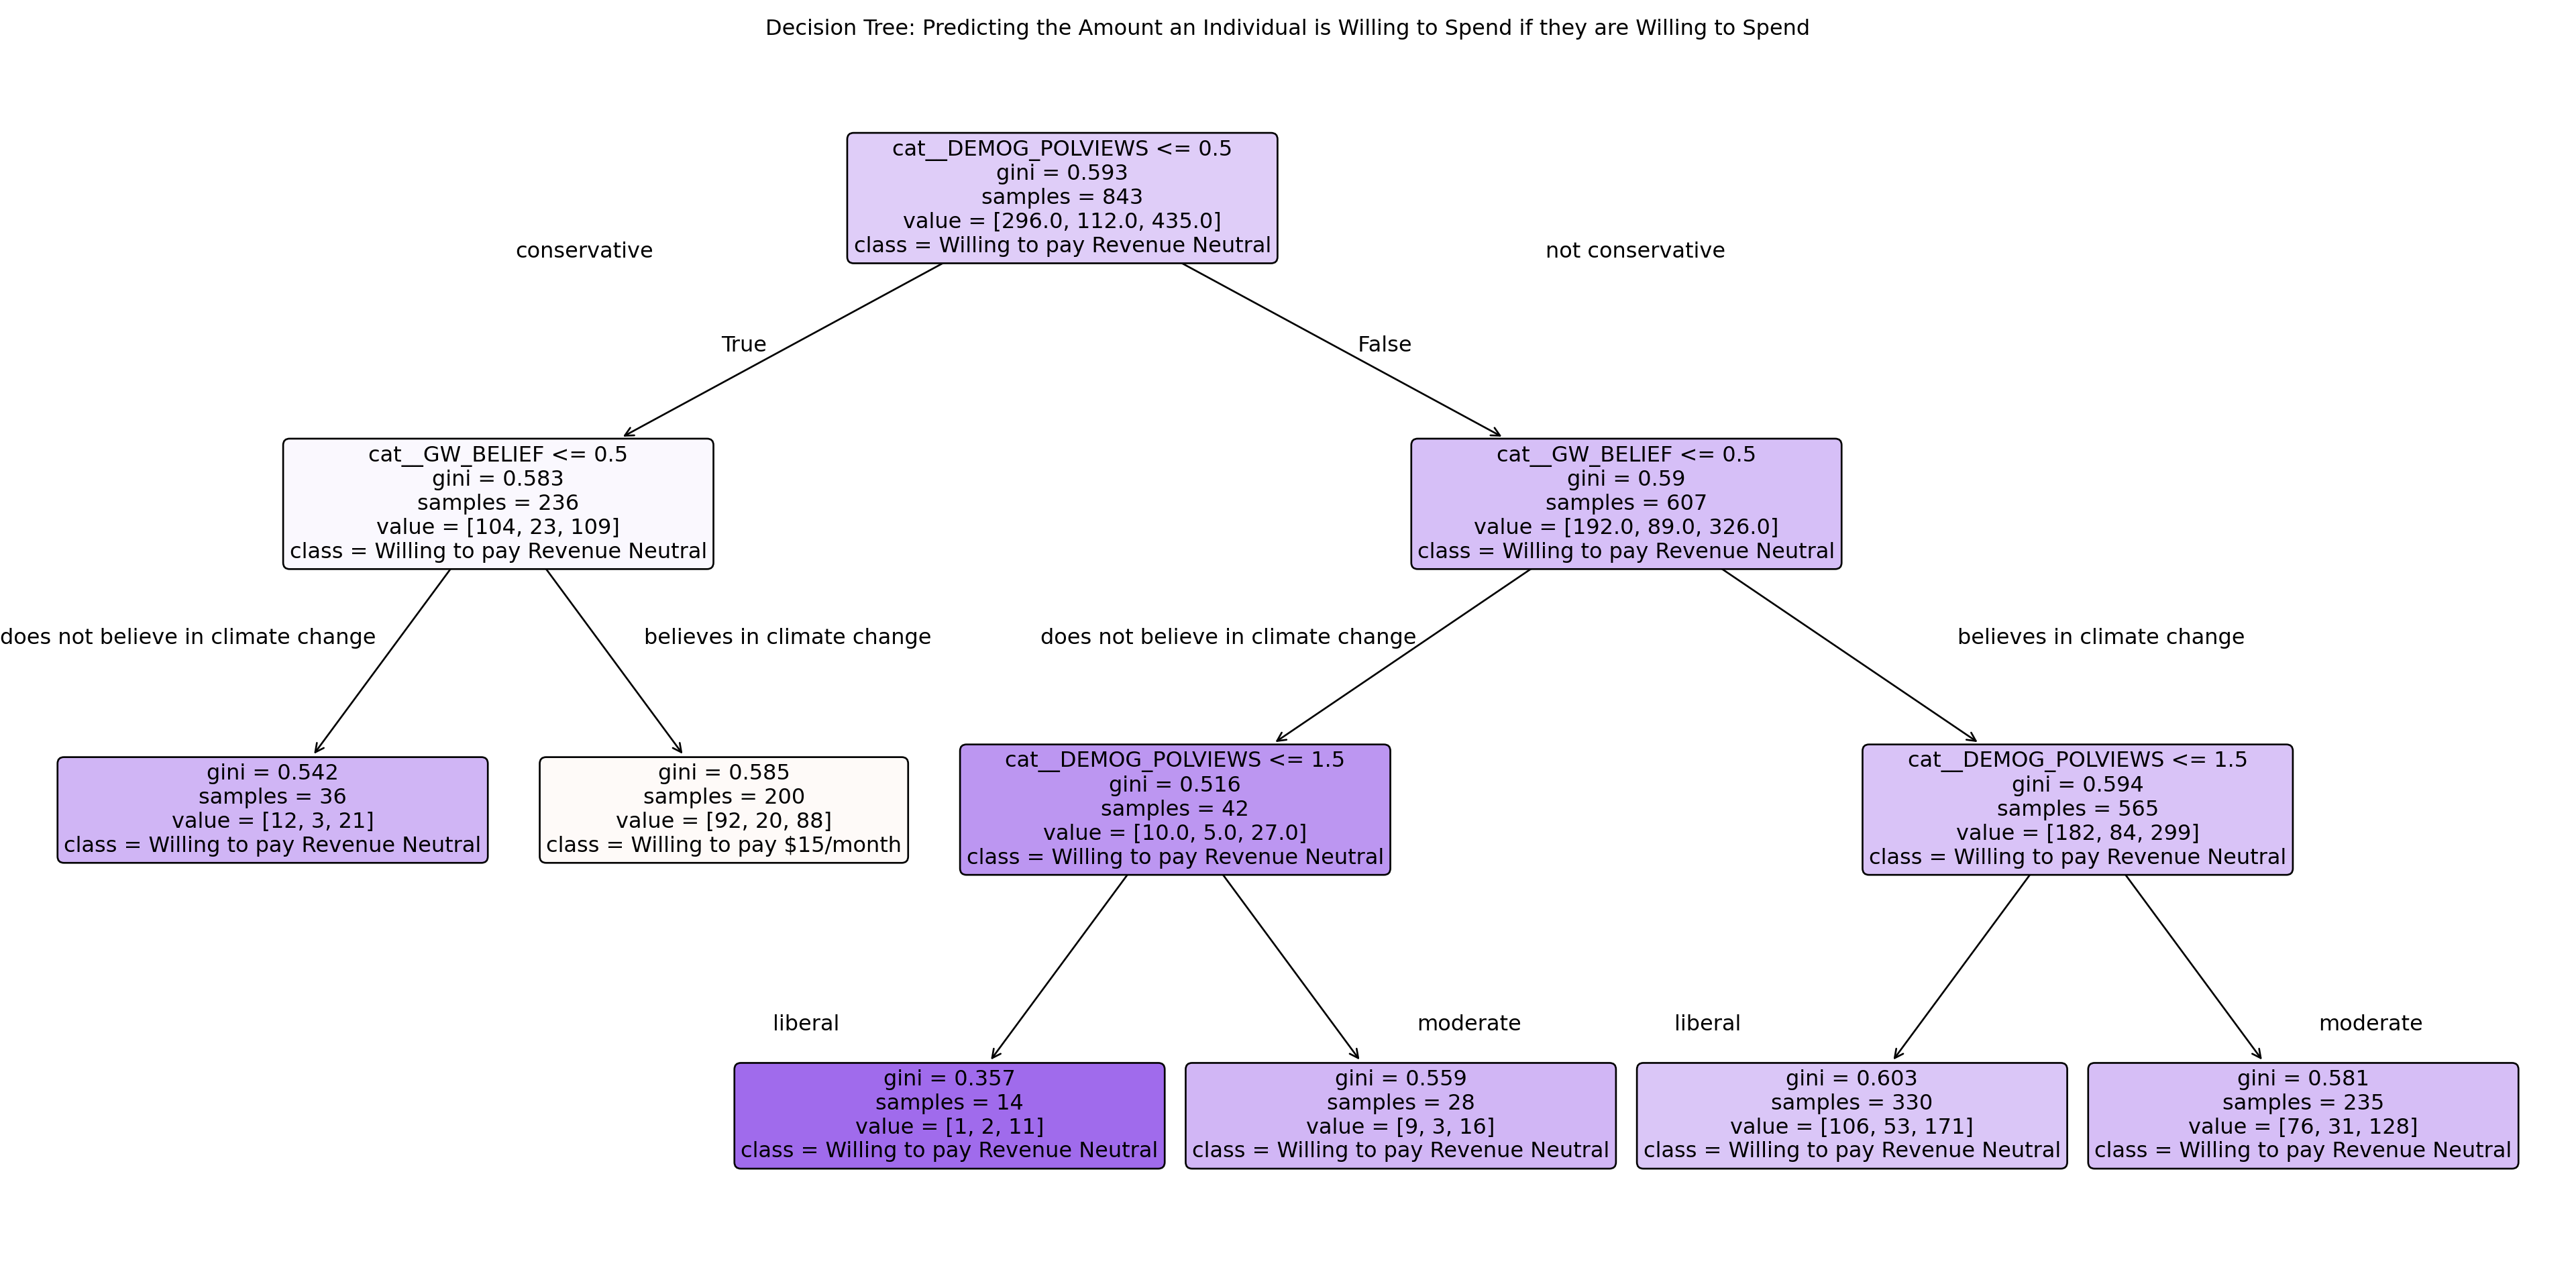 Decision Tree: Predicting the Amount an Individual is Willing to Spend if they are Willing to Spend
cat__DEMOG_POLVIEWS <= 0.5
gini = 0.593
samples = 843
value = [296.0, 112.0, 435.0]
class = Willing to pay Revenue Neutral
conservative
not conservative
True
False
cat__GW_BELIEF <= 0.5
gini = 0.583
samples = 236
value = [104, 23, 109]
class = Willing to pay Revenue Neutral
cat__GW_BELIEF <= 0.5
gini = 0.59
samples = 607
value = [192.0, 89.0, 326.0]
class = Willing to pay Revenue Neutral
does not believe in climate change
believes in climate change
does not believe in climate change
believes in climate change
gini = 0.542
samples = 36
value = [12, 3, 21]
class = Willing to pay Revenue Neutral
gini = 0.585
samples = 200
value = [92, 20, 88]
class = Willing to pay $15/month
cat__DEMOG_POLVIEWS <= 1.5
gini = 0.516
samples = 42
value = [10.0, 5.0, 27.0]
class = Willing to pay Revenue Neutral
cat__DEMOG_POLVIEWS <= 1.5
gini = 0.594
samples = 565
value = [182, 84, 299]
class = Willing to pay Revenue Neutral
liberal
moderate
liberal
moderate
gini = 0.357
samples = 14
value = [1, 2, 11]
class = Willing to pay Revenue Neutral
gini = 0.559
samples = 28
value = [9, 3, 16]
class = Willing to pay Revenue Neutral
gini = 0.603
samples = 330
value = [106, 53, 171]
class = Willing to pay Revenue Neutral
gini = 0.581
samples = 235
value = [76, 31, 128]
class = Willing to pay Revenue Neutral